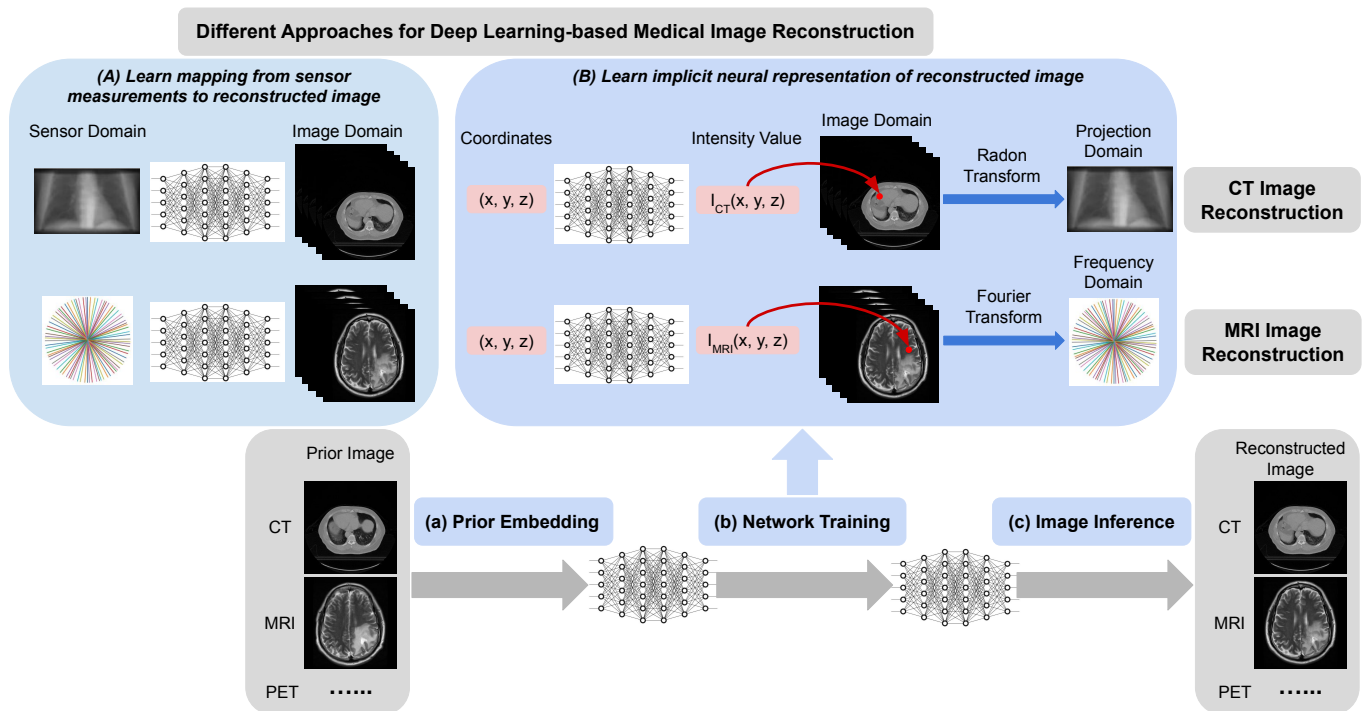 Different Approaches for Deep Learning-based Medical Image Reconstruction
(A) Learn mapping from sensor
measurements to reconstructed image
Sensor Domain
Image Domain
(B) Learn implicit neural representation of reconstructed image
Coordinates
Intensity Value
Image Domain
Projection
Domain
(x, y, z)
I_CT(x, y, z)
Radon
Transform
CT Image
Reconstruction
Frequency
Domain
(x, y, z)
I_MRI(x, y, z)
Fourier
Transform
MRI Image
Reconstruction
Prior Image
CT
MRI
PET ......
(a) Prior Embedding
(b) Network Training
(c) Image Inference
Reconstructed
Image
CT
MRI
PET ......